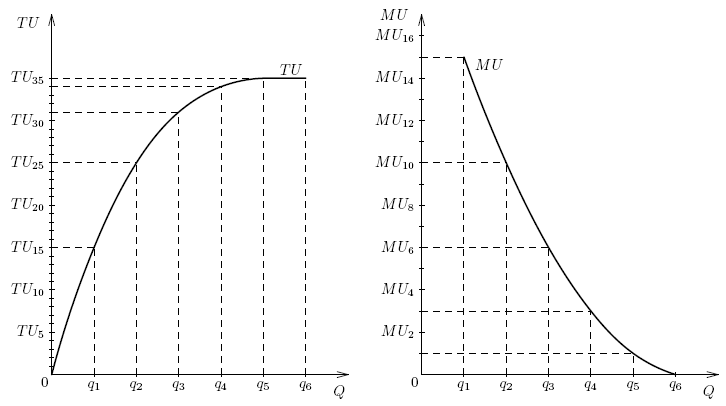 TU
TU
TU₃₅
TU₃₀
TU₂₅
TU₂₀
TU₁₅
TU₁₀
TU₅
0
q₁ q₂ q₃ q₄ q₅ q₆
Q
MU
MU₁₆
MU
MU₁₄
MU₁₂
MU₁₀
MU₈
MU₆
MU₄
MU₂
0
q₁ q₂ q₃ q₄ q₅ q₆
Q